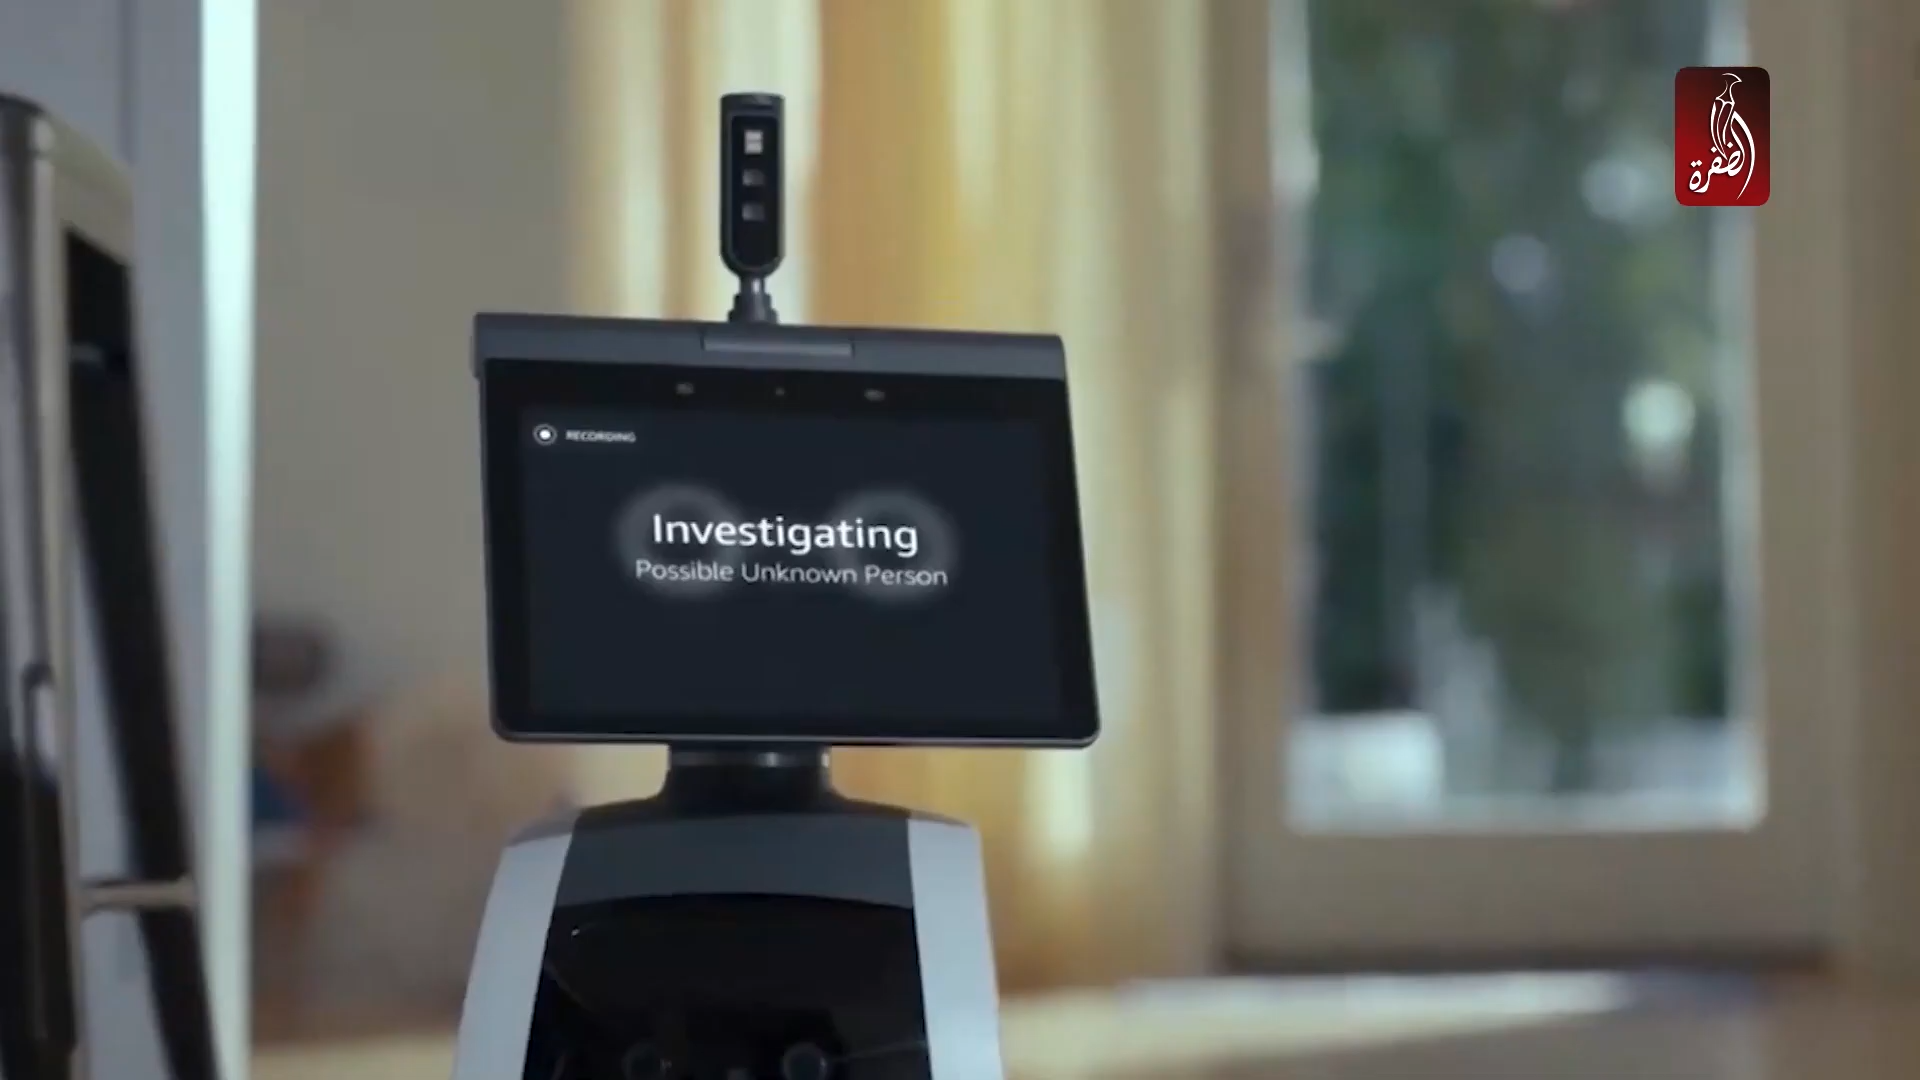 الظفرة
RECORDING
Investigating
Possible Unknown Person